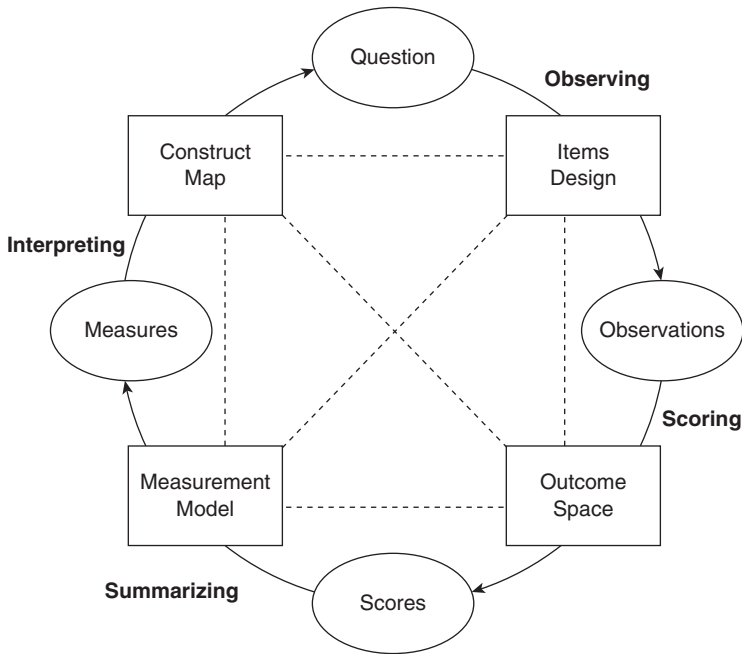 Question
Observing
Construct
Map
Items
Design
Interpreting
Measures
Observations
Scoring
Measurement
Model
Outcome
Space
Summarizing
Scores